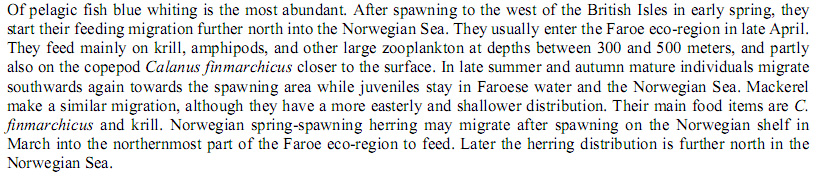 Of pelagic fish blue whiting is the most abundant. After spawning to the west of the British Isles in early spring, they
start their feeding migration further north into the Norwegian Sea. They usually enter the Faroe eco-region in late April.
They feed mainly on krill, amphipods, and other large zooplankton at depths between 300 and 500 meters, and partly
also on the copepod Calanus finmarchicus closer to the surface. In late summer and autumn mature individuals migrate
southwards again towards the spawning area while juveniles stay in Faroese water and the Norwegian Sea. Mackerel
make a similar migration, although they have a more easterly and shallower distribution. Their main food items are C.
finmarchicus and krill. Norwegian spring-spawning herring may migrate after spawning on the Norwegian shelf in
March into the northernmost part of the Faroe eco-region to feed. Later the herring distribution is further north in the
Norwegian Sea.